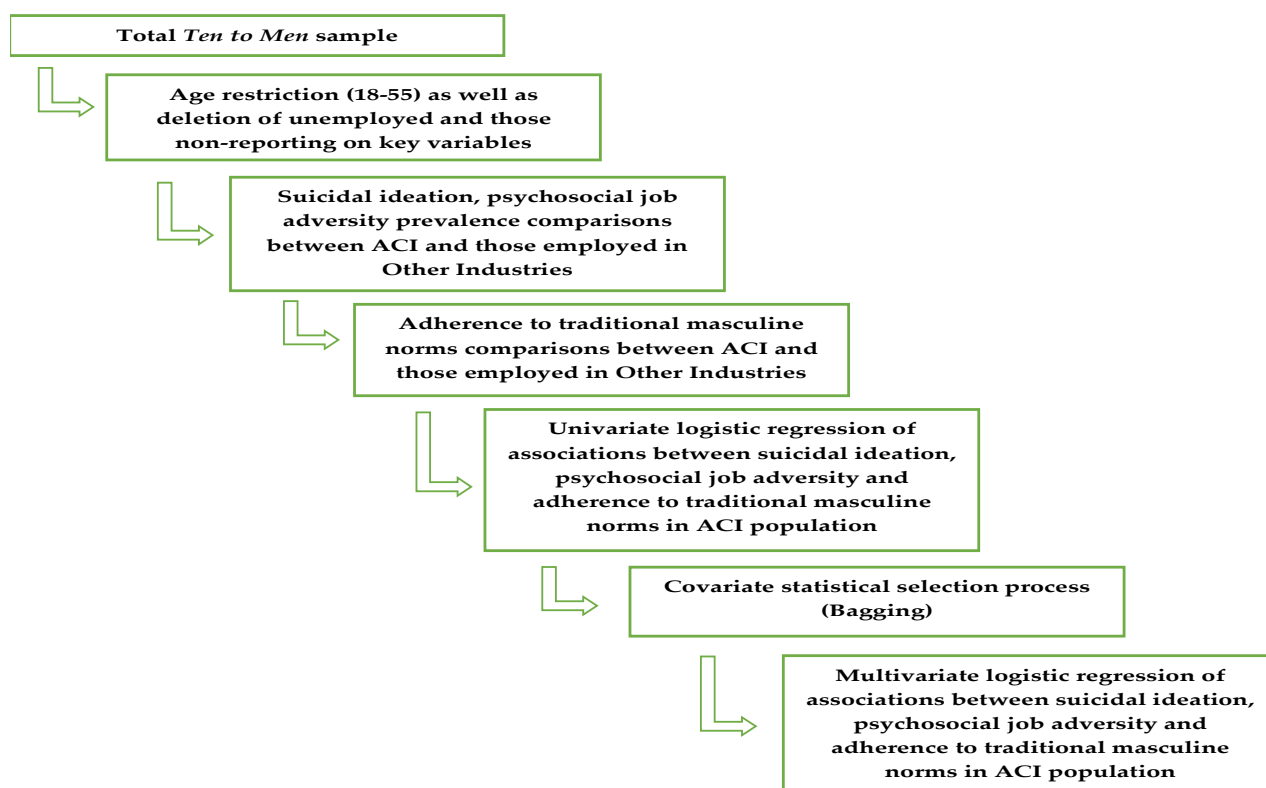 Total Ten to Men sample
Age restriction (18-55) as well as
deletion of unemployed and those
non-reporting on key variables
Suicidal ideation, psychosocial job
adversity prevalence comparisons
between ACI and those employed in
Other Industries
Adherence to traditional masculine
norms comparisons between ACI and
those employed in Other Industries
Univariate logistic regression of
associations between suicidal ideation,
psychosocial job adversity and
adherence to traditional masculine
norms in ACI population
Covariate statistical selection process
(Bagging)
Multivariate logistic regression of
associations between suicidal ideation,
psychosocial job adversity and
adherence to traditional masculine
norms in ACI population